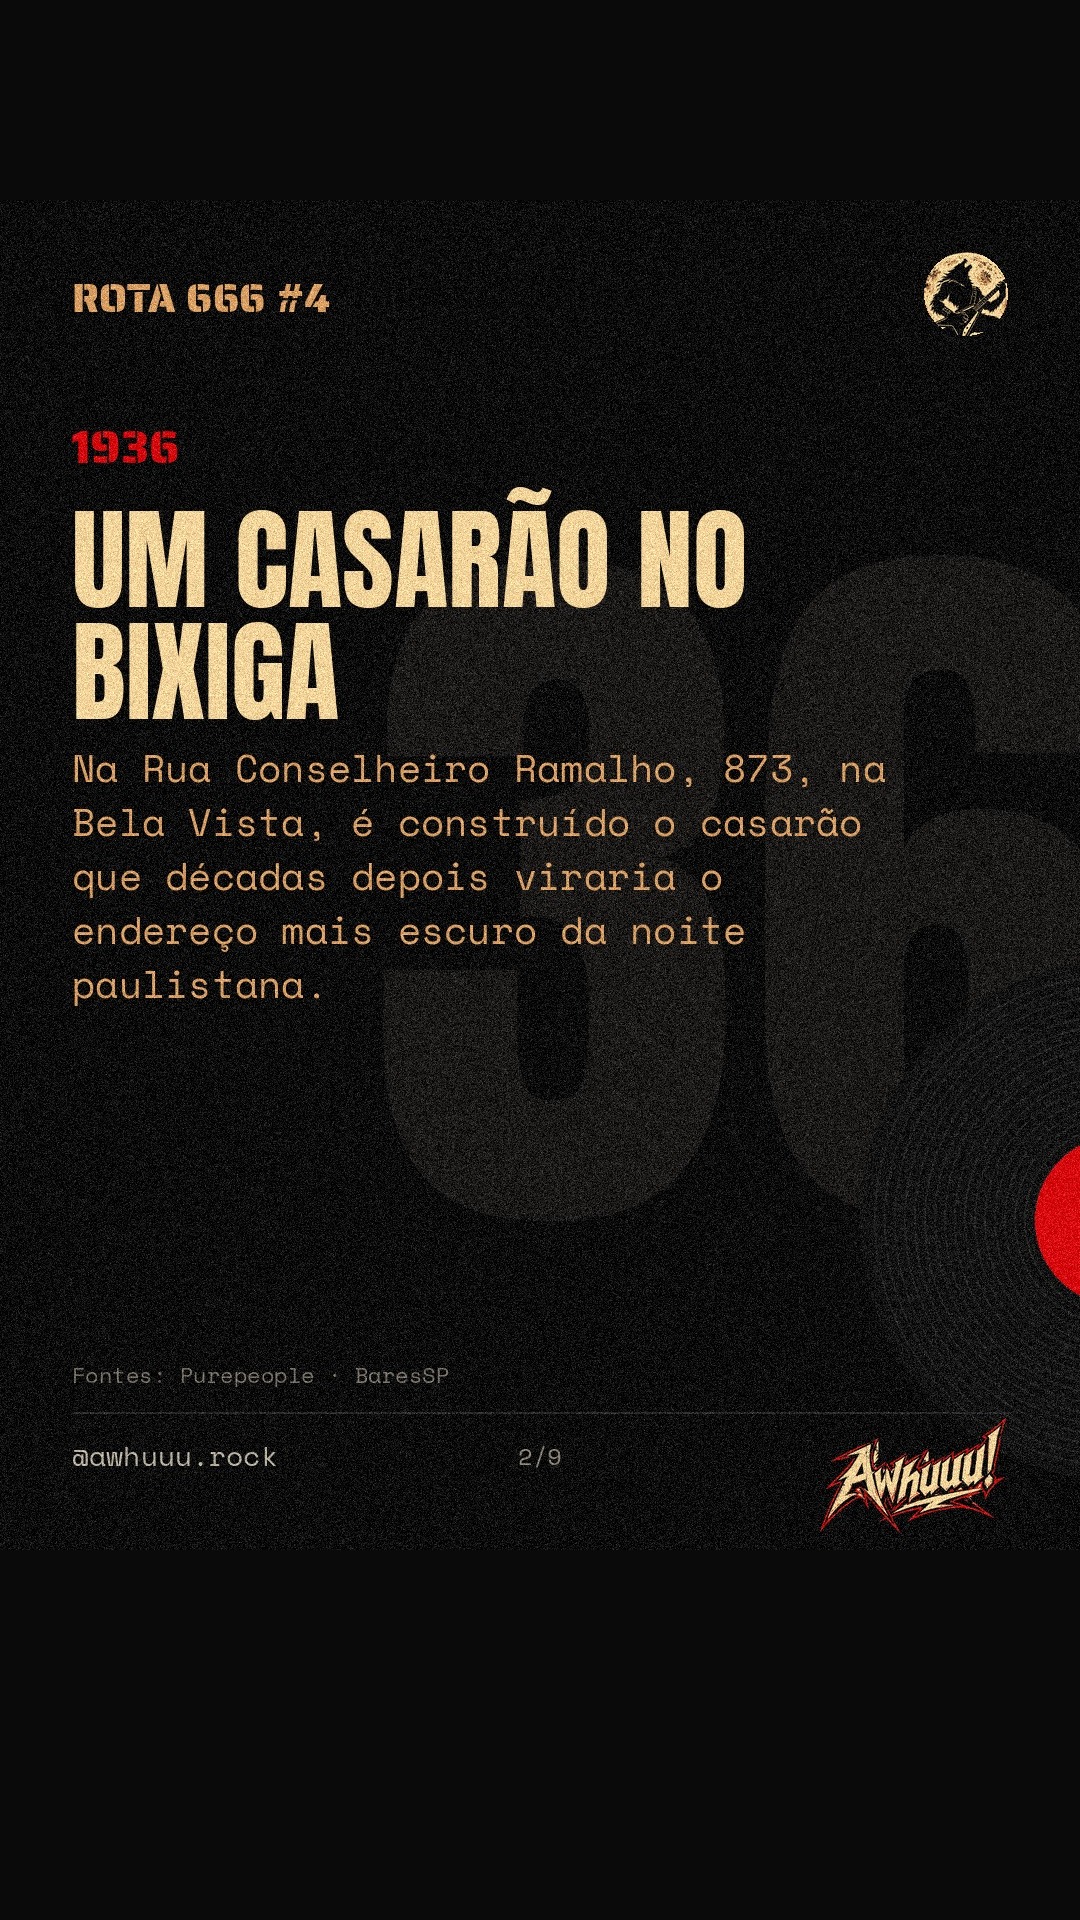 ROTA 666 #4
1936
UM CASARÃO NO
BIXIGA
36
Na Rua Conselheiro Ramalho, 873, na
Bela Vista, é construído o casarão
que décadas depois viraria o
endereço mais escuro da noite
paulistana.
Fontes: Purepeople · BaresSP
@awhuuu.rock
2/9
Awhuuu!